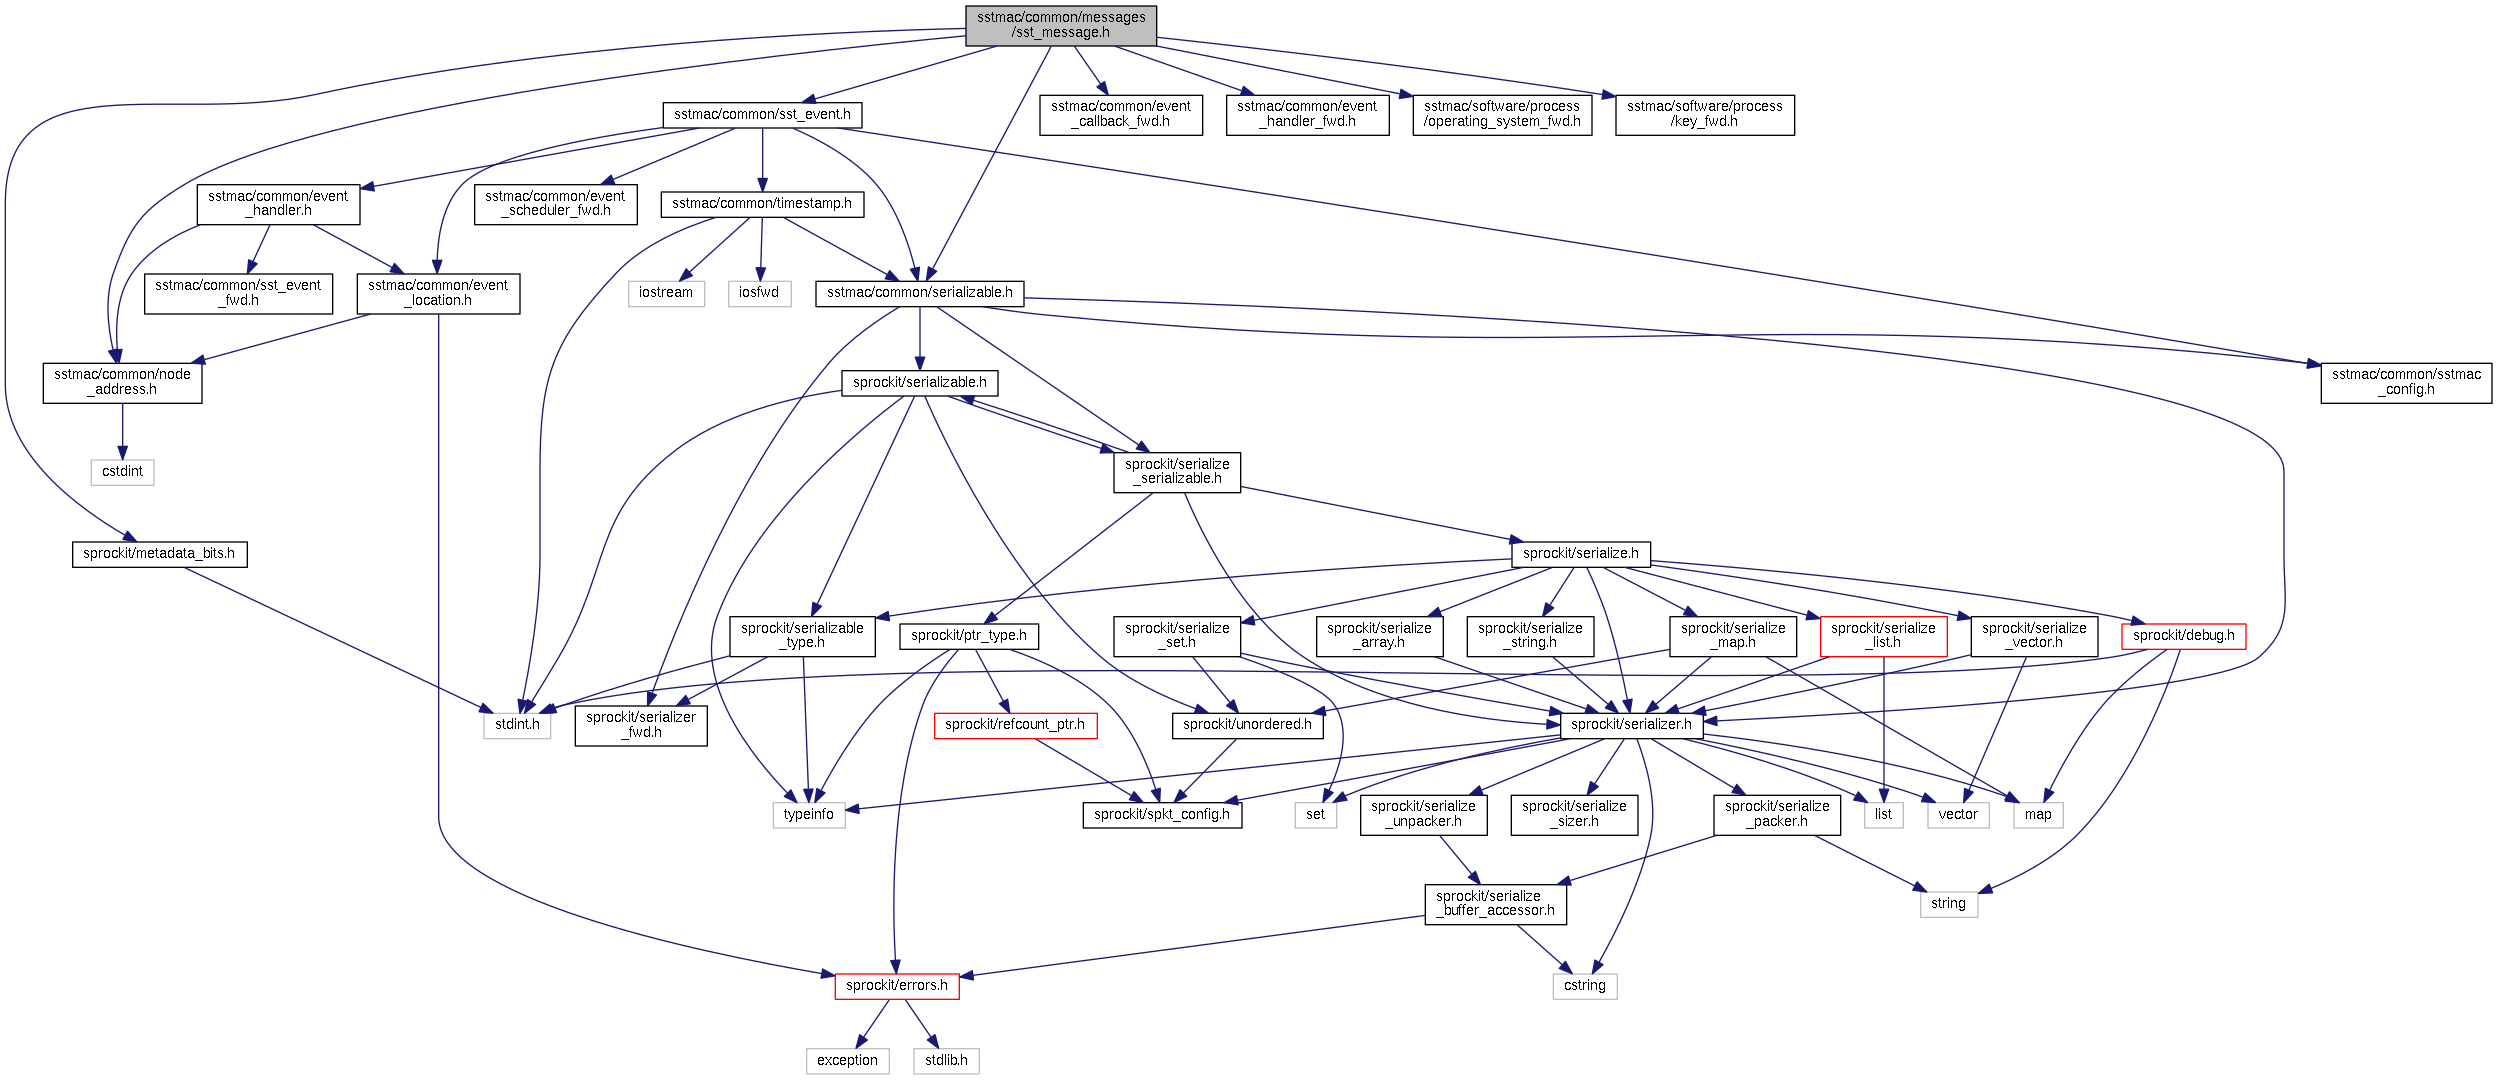 sstmac/common/messages
/sst_message.h
sstmac/common/event
_callback_fwd.h
sstmac/common/event
_handler_fwd.h
sstmac/software/process
/operating_system_fwd.h
sstmac/software/process
/key_fwd.h
sstmac/common/sst_event.h
sstmac/common/event
_handler.h
sstmac/common/event
_scheduler_fwd.h
sstmac/common/timestamp.h
sstmac/common/sst_event
_fwd.h
sstmac/common/event
_location.h
iostream
iosfwd
sstmac/common/serializable.h
sstmac/common/node
_address.h
sprockit/serializable.h
sstmac/common/sstmac
_config.h
cstdint
sprockit/serialize
_serializable.h
sprockit/metadata_bits.h
sprockit/serialize.h
sprockit/serializable
_type.h
sprockit/ptr_type.h
sprockit/serialize
_set.h
sprockit/serialize
_array.h
sprockit/serialize
_string.h
sprockit/serialize
_map.h
sprockit/serialize
_list.h
sprockit/serialize
_vector.h
sprockit/debug.h
stdint.h
sprockit/serializer
_fwd.h
sprockit/refcount_ptr.h
sprockit/unordered.h
sprockit/serializer.h
typeinfo
sprockit/spkt_config.h
set
sprockit/serialize
_unpacker.h
sprockit/serialize
_sizer.h
sprockit/serialize
_packer.h
list
vector
map
sprockit/serialize
_buffer_accessor.h
string
sprockit/errors.h
cstring
exception
stdlib.h